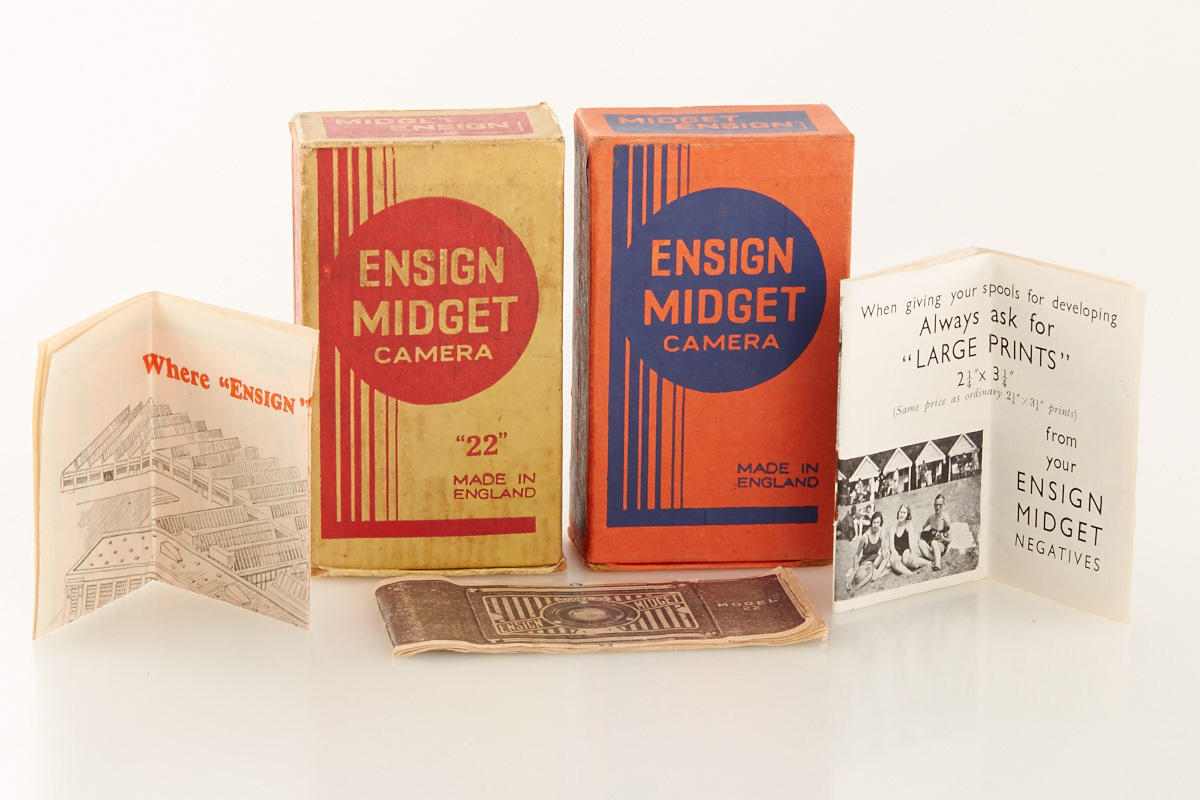 MIDGET
ENSIGN
ENSIGN
MIDGET
CAMERA
"22"
MADE IN
ENGLAND
MIDGET
ENSIGN
ENSIGN
MIDGET
CAMERA
MADE IN
ENGLAND
Where "ENSIGN"
When giving your spools for developing
Always ask for
"LARGE PRINTS"
2¼" x 3¼"
(Same price as ordinary 2¼" × 3¼" prints)
from
your
ENSIGN
MIDGET
NEGATIVES
ENSIGN
MIDGET
MODEL
22